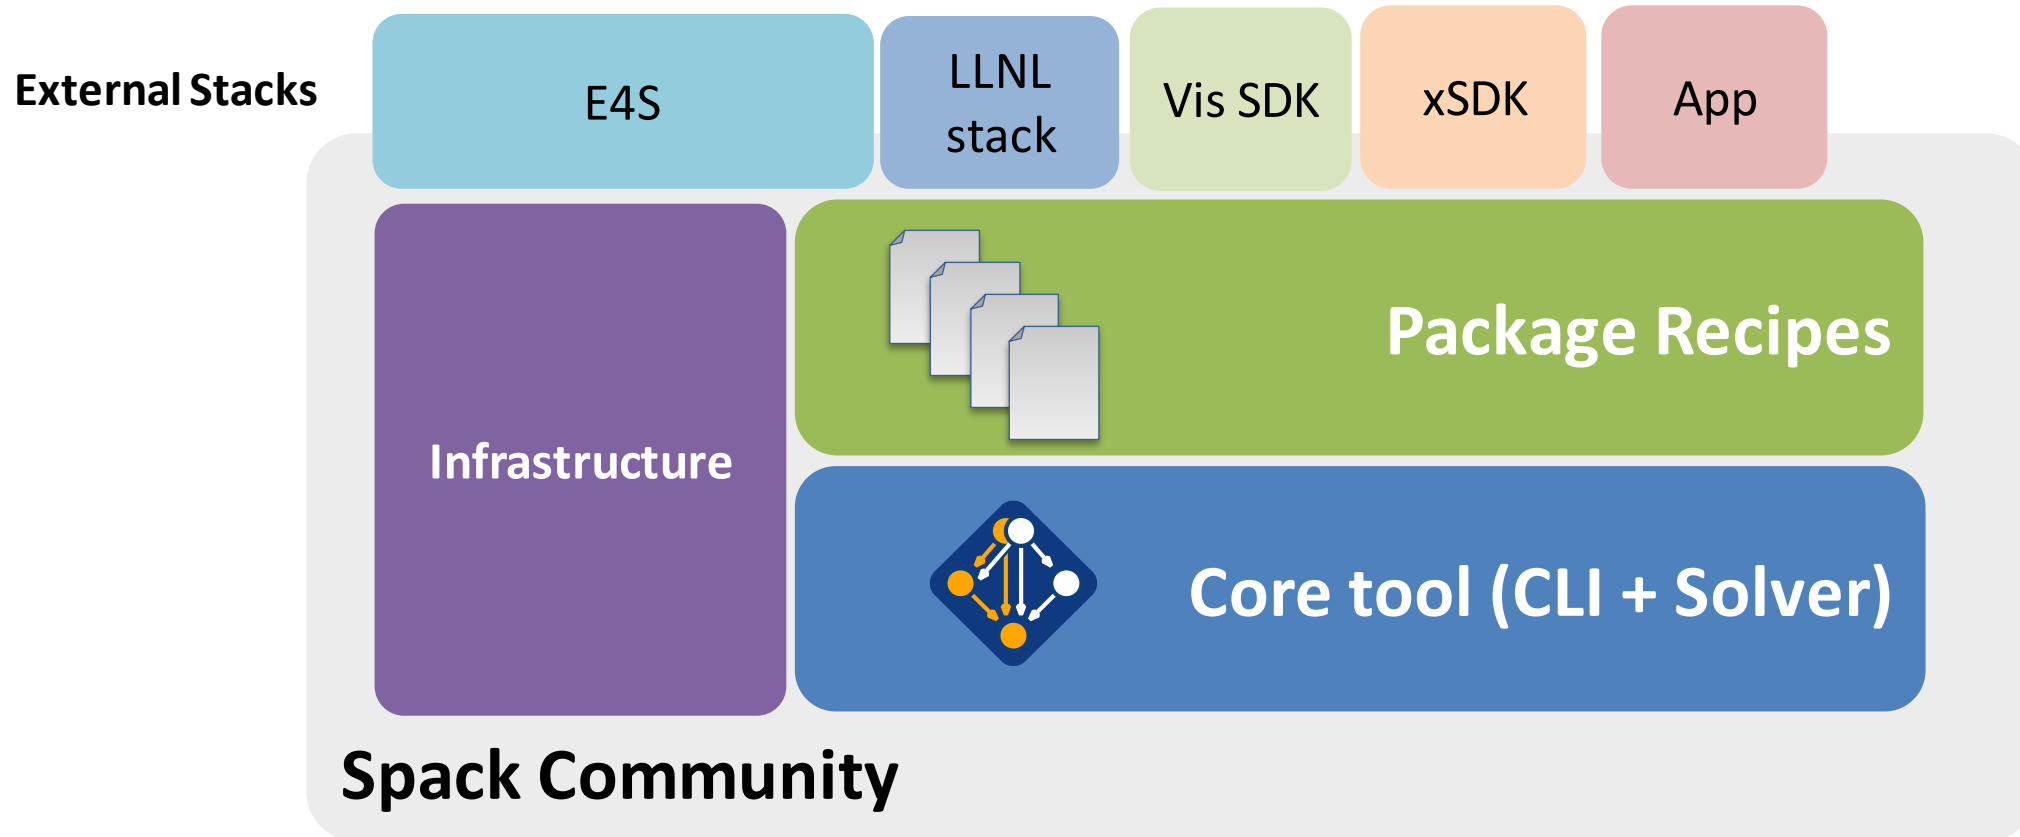 External Stacks
E4S
LLNL
stack
Vis SDK
xSDK
App
Infrastructure
Package Recipes
Core tool (CLI + Solver)
Spack Community